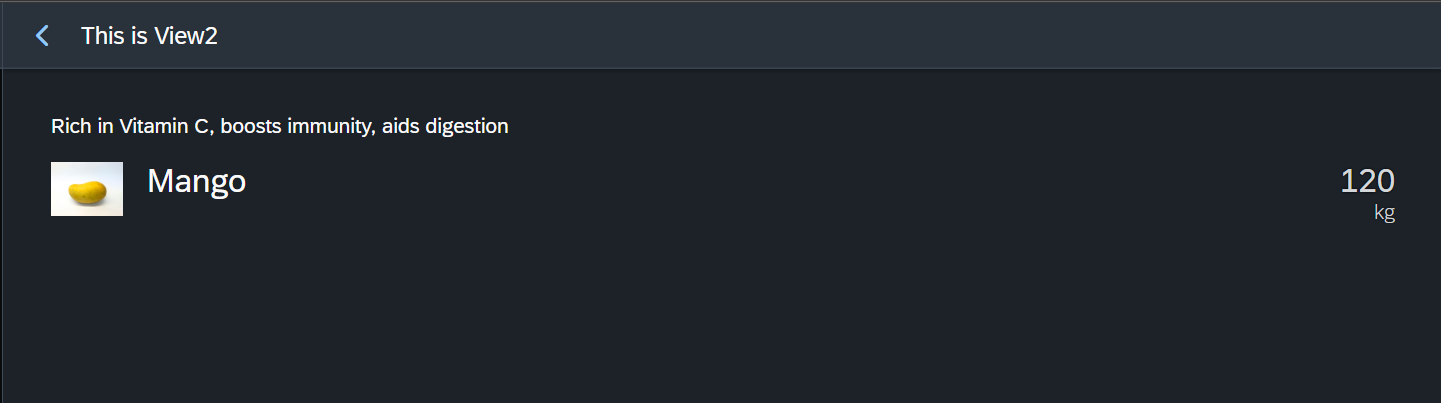 This is View2
Rich in Vitamin C, boosts immunity, aids digestion
Mango
120
kg